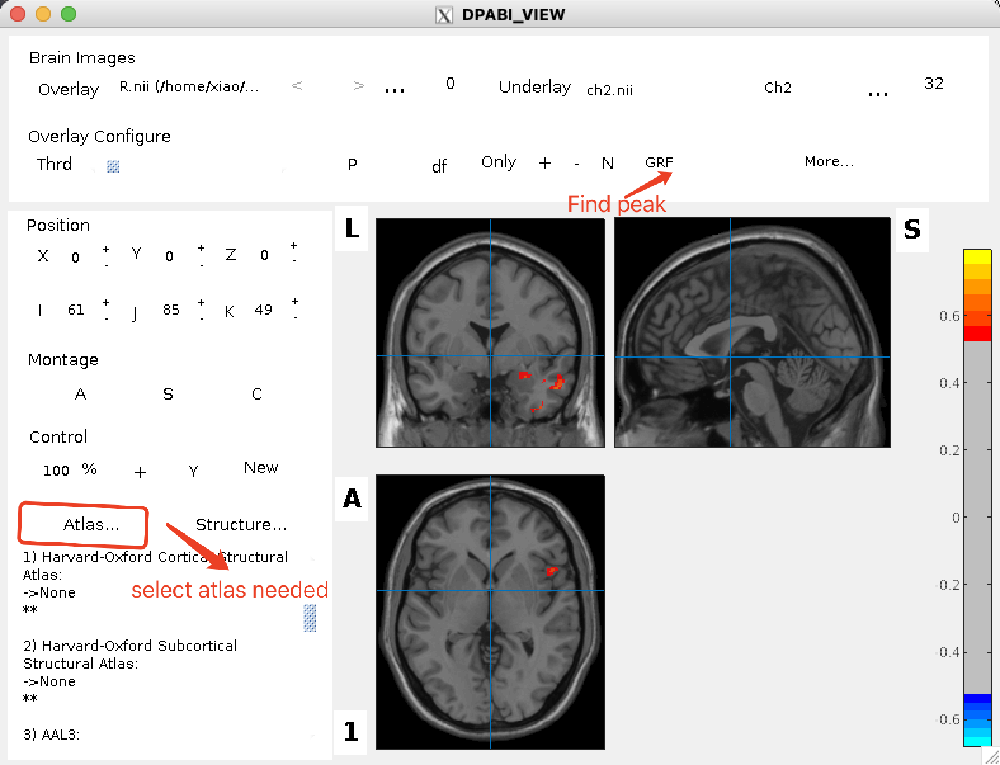 DPABI_VIEW
Brain Images
Overlay R.nii (/home/xiao/... < > ... 0 Underlay ch2.nii Ch2 ... 32
Overlay Configure
Thrd P df Only + - N GRF More...
Find peak
Position
X 0 + - Y 0 + - Z 0 + -
I 61 + - J 85 + - K 49 + -
Montage
A S C
Control
100 % + Y New
Atlas... Structure...
1) Harvard-Oxford Cortical Structural
Atlas:
->None
**
select atlas needed
2) Harvard-Oxford Subcortical
Structural Atlas:
->None
**
3) AAL3:
L
S
A
1
0.6
0.4
0.2
0
-0.2
-0.4
-0.6